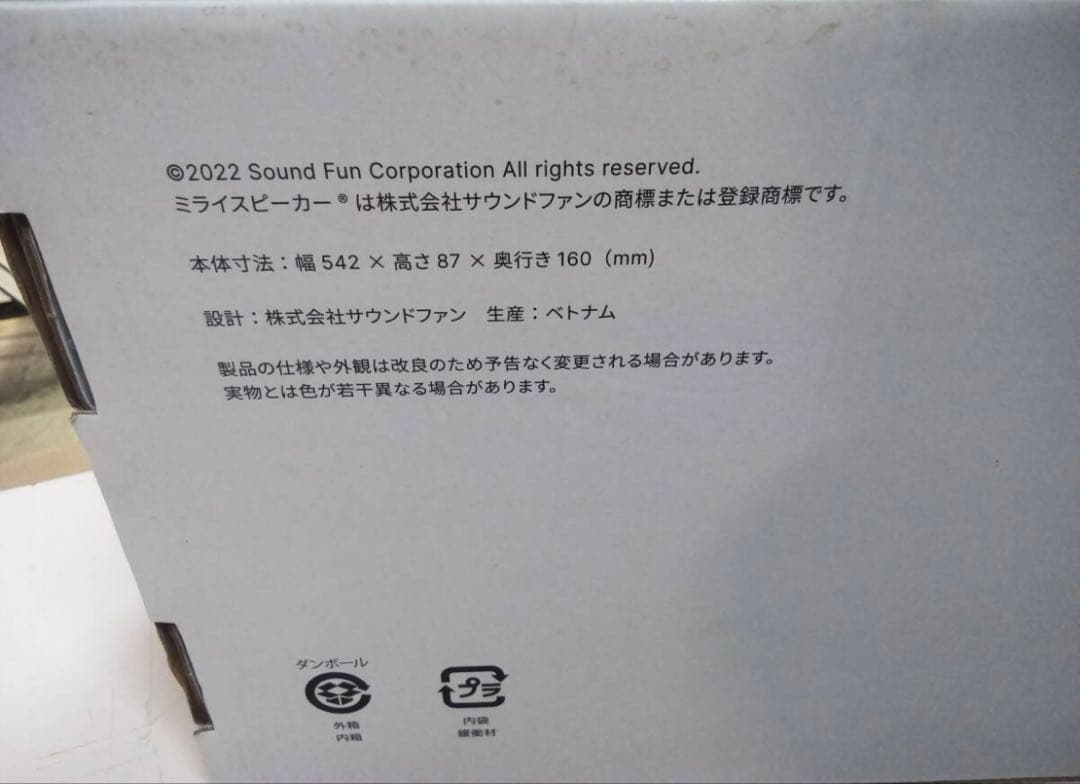 ©2022 Sound Fun Corporation All rights reserved.
ミライスピーカー®は株式会社サウンドファンの商標または登録商標です。
本体寸法：幅 542 × 高さ 87 × 奥行き 160（mm）
設計：株式会社サウンドファン　生産：ベトナム
製品の仕様や外観は改良のため予告なく変更される場合があります。
実物とは色が若干異なる場合があります。
ダンボール
外箱
内箱
プラ
内袋
緩衝材